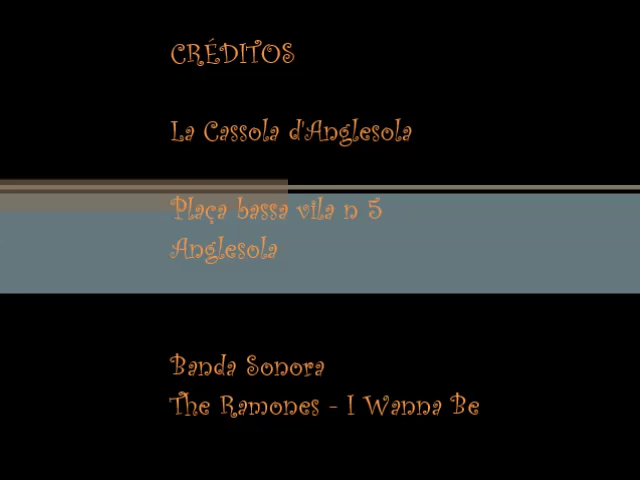 CRÉDITOS
La Cassola d'Anglesola
Plaça bassa vila n 5
Anglesola
Banda Sonora
The Ramones - I Wanna Be